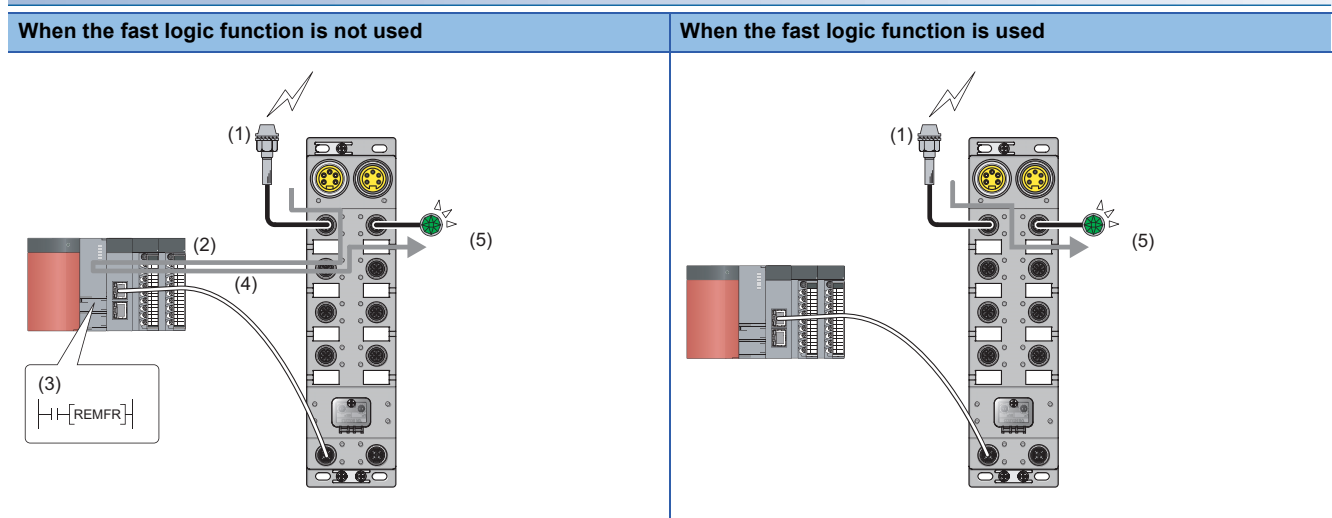 When the fast logic function is not used
When the fast logic function is used
(1)
(2)
(5)
(4)
(3)
REMFR
(1)
(5)